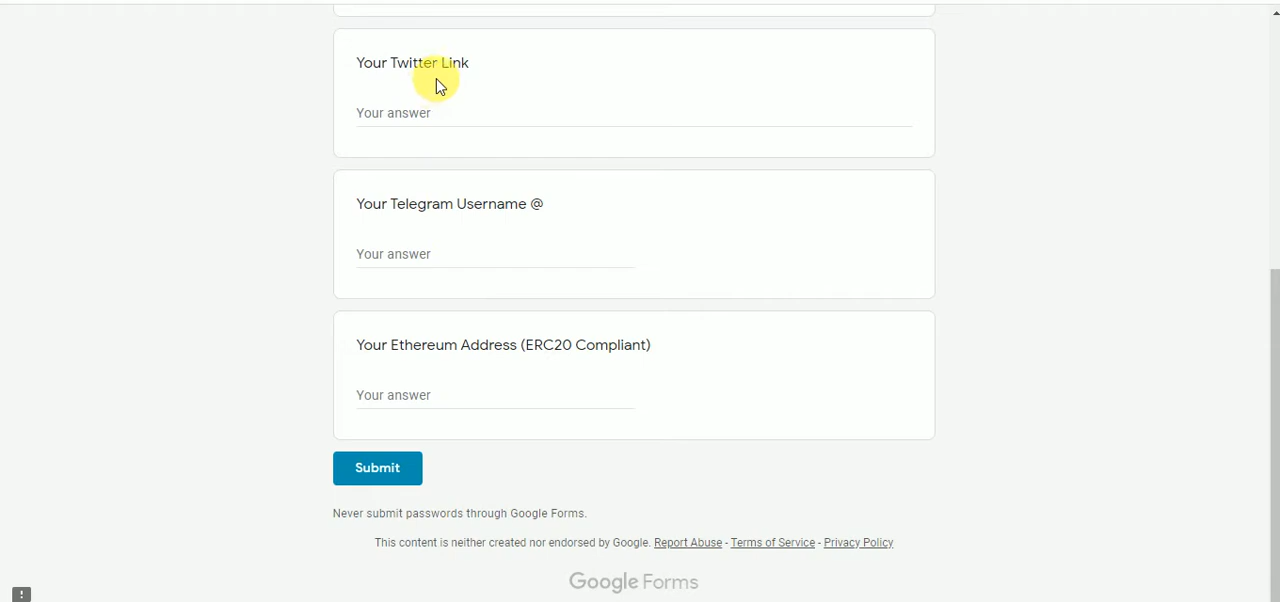 Your Twitter Link
Your answer
Your Telegram Username @
Your answer
Your Ethereum Address (ERC20 Compliant)
Your answer
Submit
Never submit passwords through Google Forms.
This content is neither created nor endorsed by Google. Report Abuse - Terms of Service - Privacy Policy
Google Forms
!